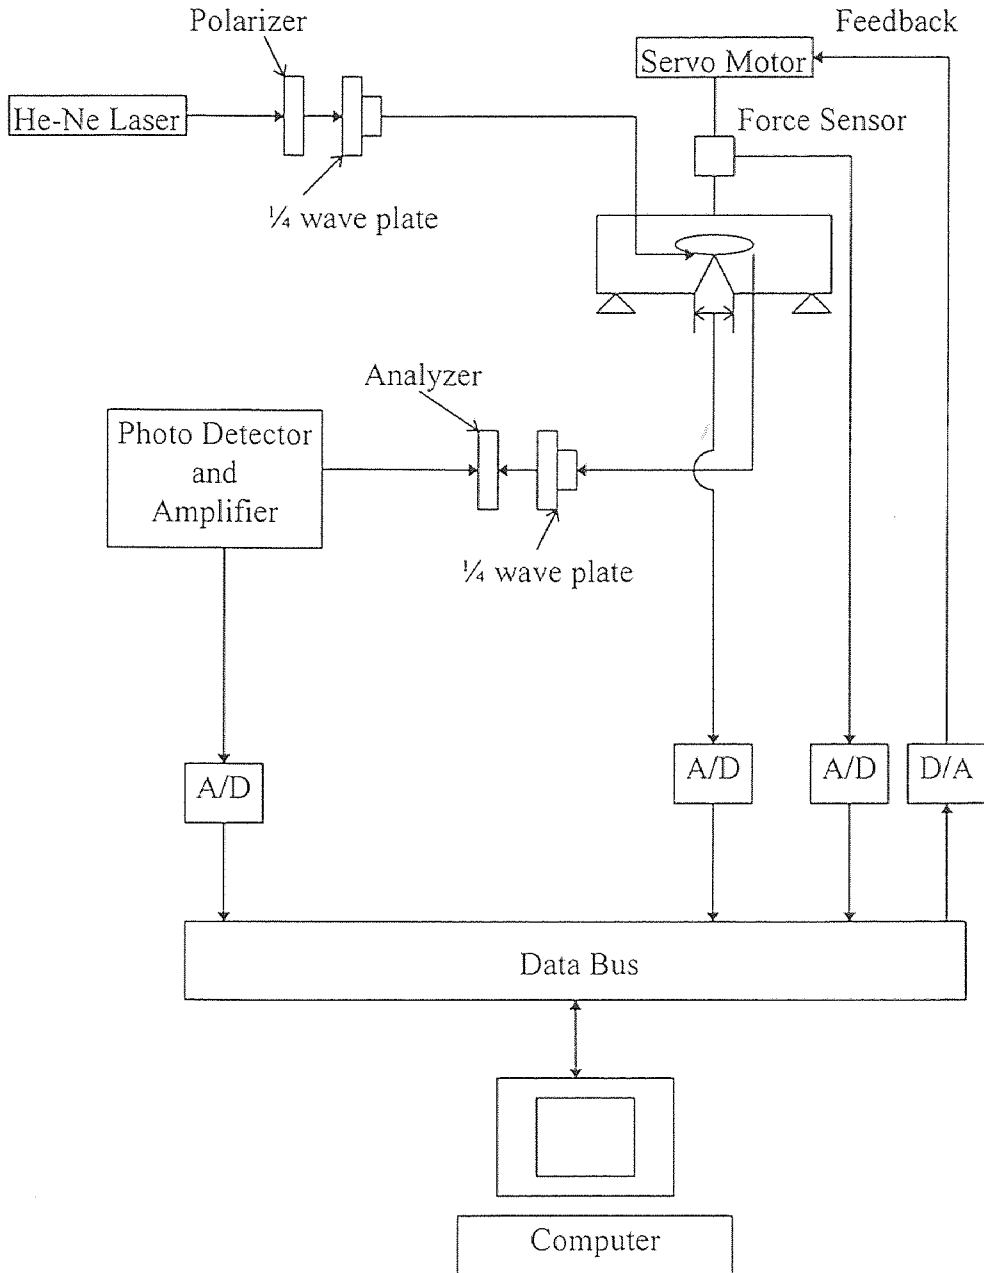 Polarizer
Feedback
Servo Motor
He-Ne Laser
Force Sensor
¼ wave plate
Analyzer
Photo Detector
and
Amplifier
¼ wave plate
A/D
A/D
A/D
D/A
Data Bus
Computer